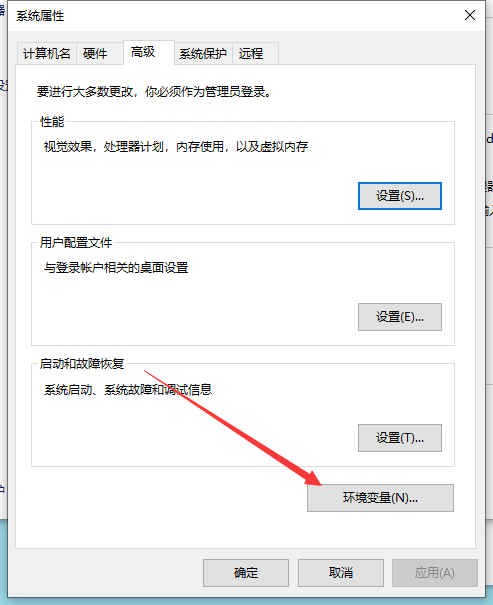 系统属性
计算机名
硬件
高级
系统保护
远程
要进行大多数更改，你必须作为管理员登录。
性能
视觉效果，处理器计划，内存使用，以及虚拟内存
设置(S)...
用户配置文件
与登录帐户相关的桌面设置
设置(E)...
启动和故障恢复
系统启动、系统故障和调试信息
设置(T)...
环境变量(N)...
确定
取消
应用(A)